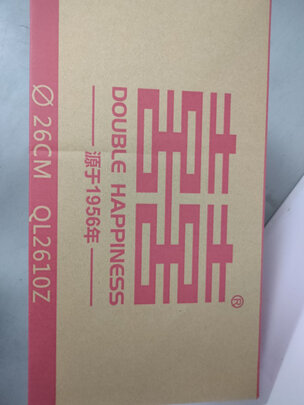 囍®
DOUBLE HAPPINESS
源于1956年
Ø 26CM QL2610Z